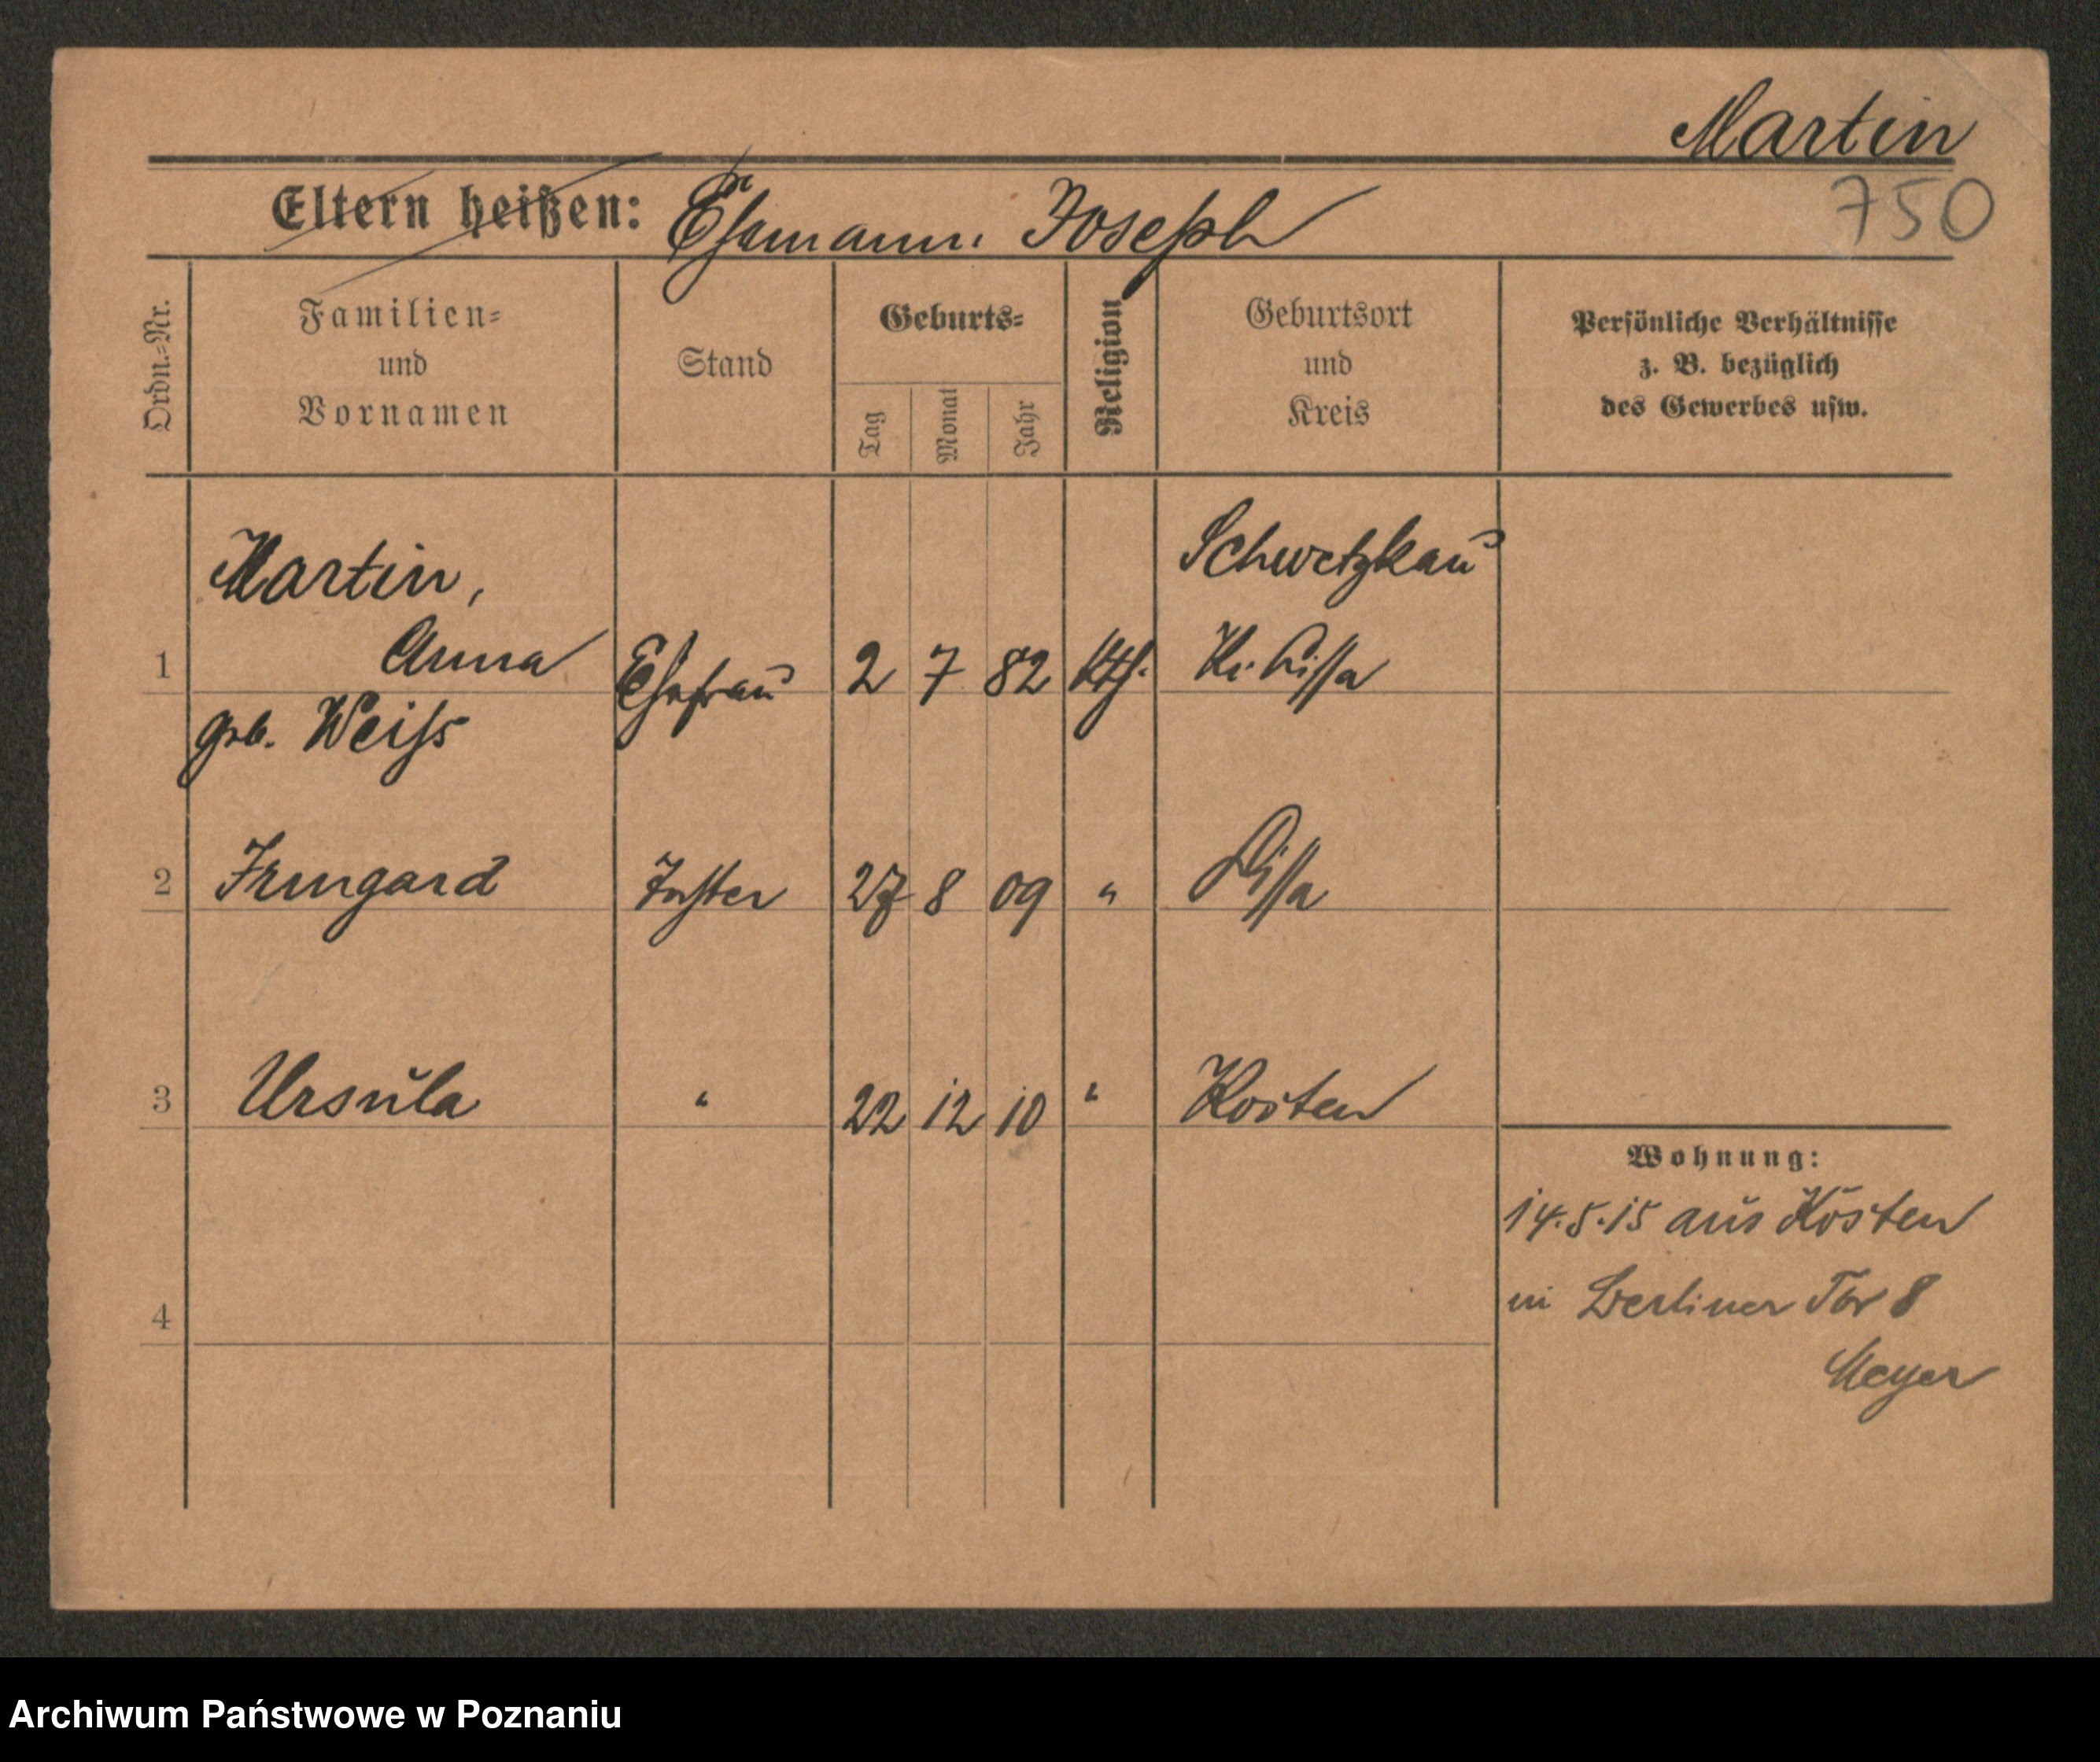 Martin
750
Eltern heißen: Ehemann Joseph
Ordn.=Nr.
Familien=
und
Vornamen
Stand
Geburts=
Tag
Monat
Jahr
Religion
Geburtsort
und
Kreis
Persönliche Verhältnisse
z. B. bezüglich
des Gewerbes usw.
Martin, Schwetzkau
1 Anna Ehefrau 2 7 82 kth. Kr. Lissa
geb. Weiss
2 Irmgard Tochter 27 8 09 " Lissa
3 Ursula " 22 12 10 " Kosten
Wohnung:
14.5.15 aus Kosten
in Berliner Tor 8
4
Meyer
Archiwum Państwowe w Poznaniu